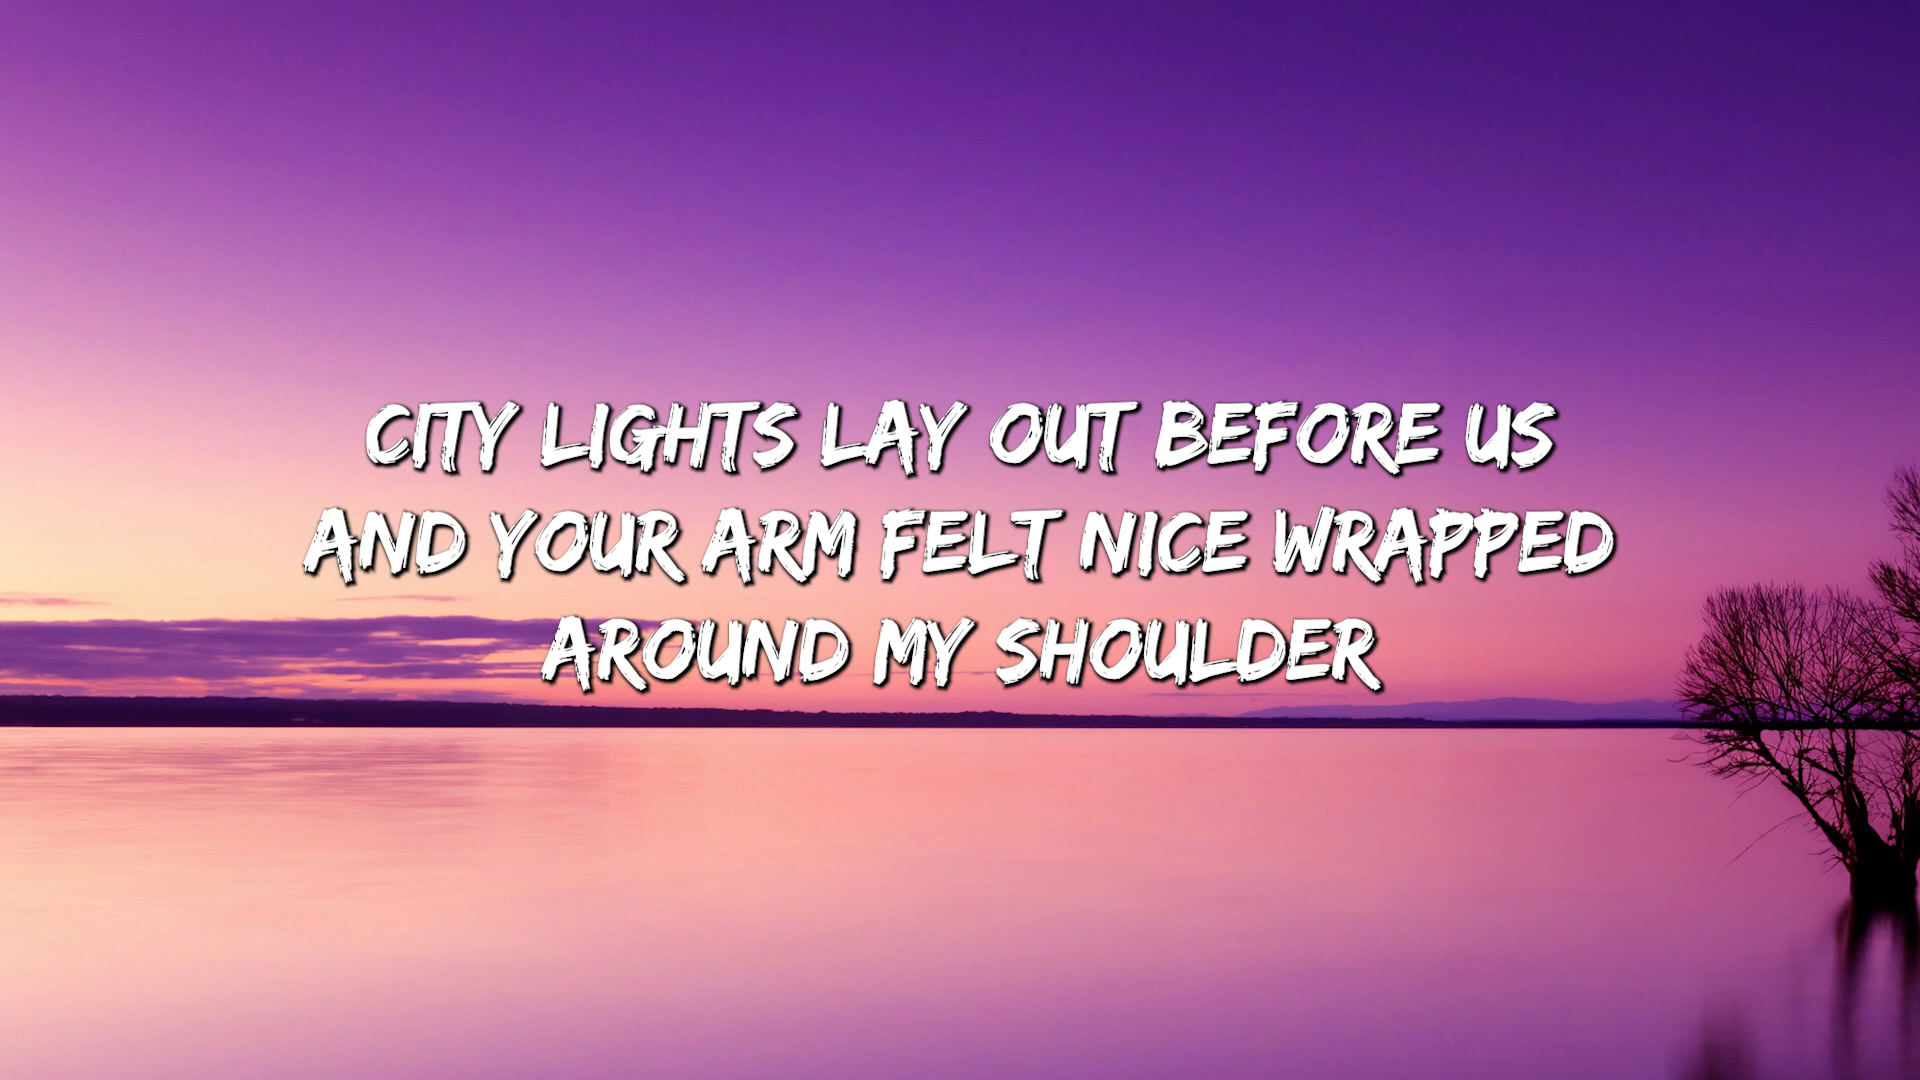 CITY LIGHTS LAY OUT BEFORE US
AND YOUR ARM FELT NICE WRAPPED
AROUND MY SHOULDER